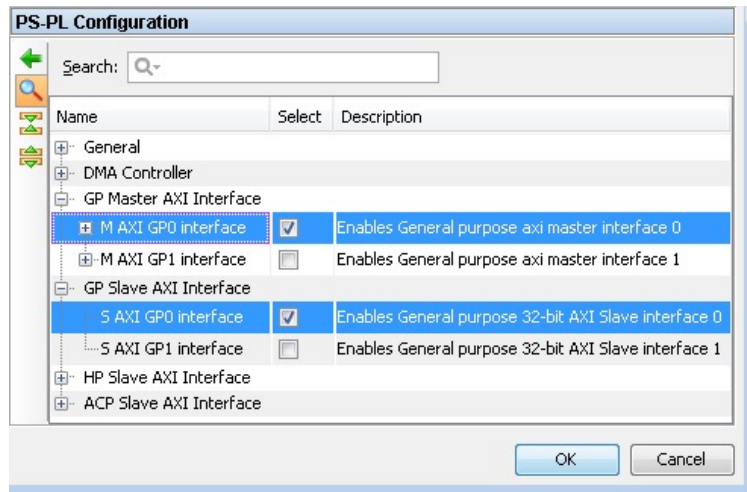 PS-PL Configuration
Search:
Name Select Description
General
DMA Controller
GP Master AXI Interface
M AXI GP0 interface Enables General purpose axi master interface 0
M AXI GP1 interface Enables General purpose axi master interface 1
GP Slave AXI Interface
S AXI GP0 interface Enables General purpose 32-bit AXI Slave interface 0
S AXI GP1 interface Enables General purpose 32-bit AXI Slave interface 1
HP Slave AXI Interface
ACP Slave AXI Interface
OK Cancel